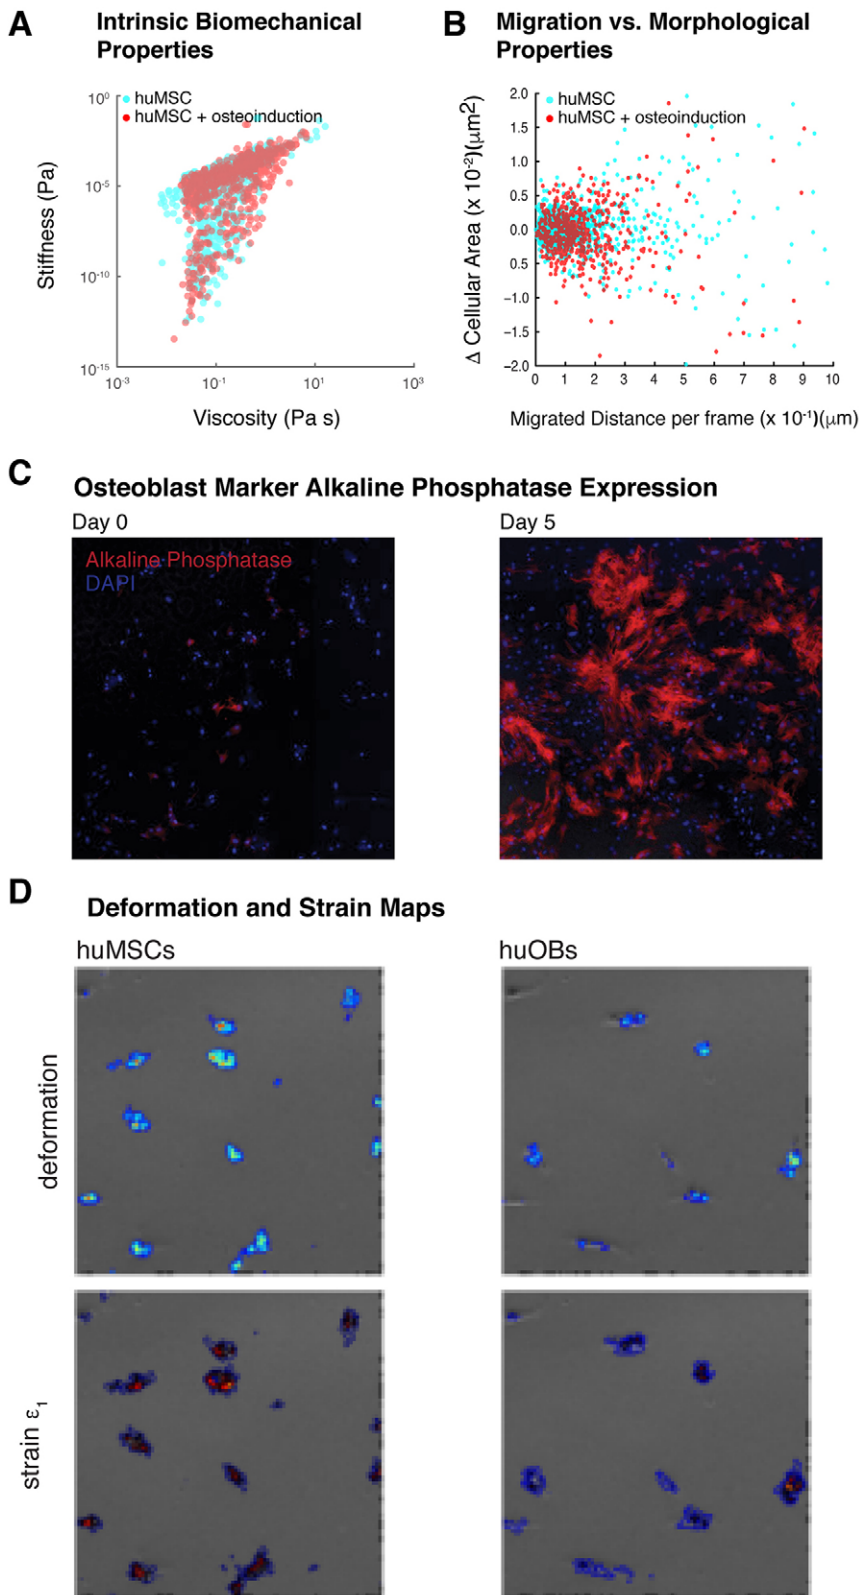 A
Intrinsic Biomechanical
Properties
10⁰
huMSC
huMSC + osteoinduction
10⁻⁵
10⁻¹⁰
10⁻¹⁵
Stiffness (Pa)
10⁻³
10⁻¹
10¹
10³
Viscosity (Pa s)
B
Migration vs. Morphological
Properties
2.0
huMSC
huMSC + osteoinduction
1.5
1.0
0.5
0.0
0.5
−1.0
−1.5
−2.0
Δ Cellular Area (x 10⁻²)(μm2)
0 1 2 3 4 5 6 7 8 9 10
Migrated Distance per frame (x 10⁻¹)(μm)
C
Osteoblast Marker Alkaline Phosphatase Expression
Day 0
Alkaline Phosphatase
DAPI
Day 5
D
Deformation and Strain Maps
huMSCs
huOBs
deformation
strain ε₁